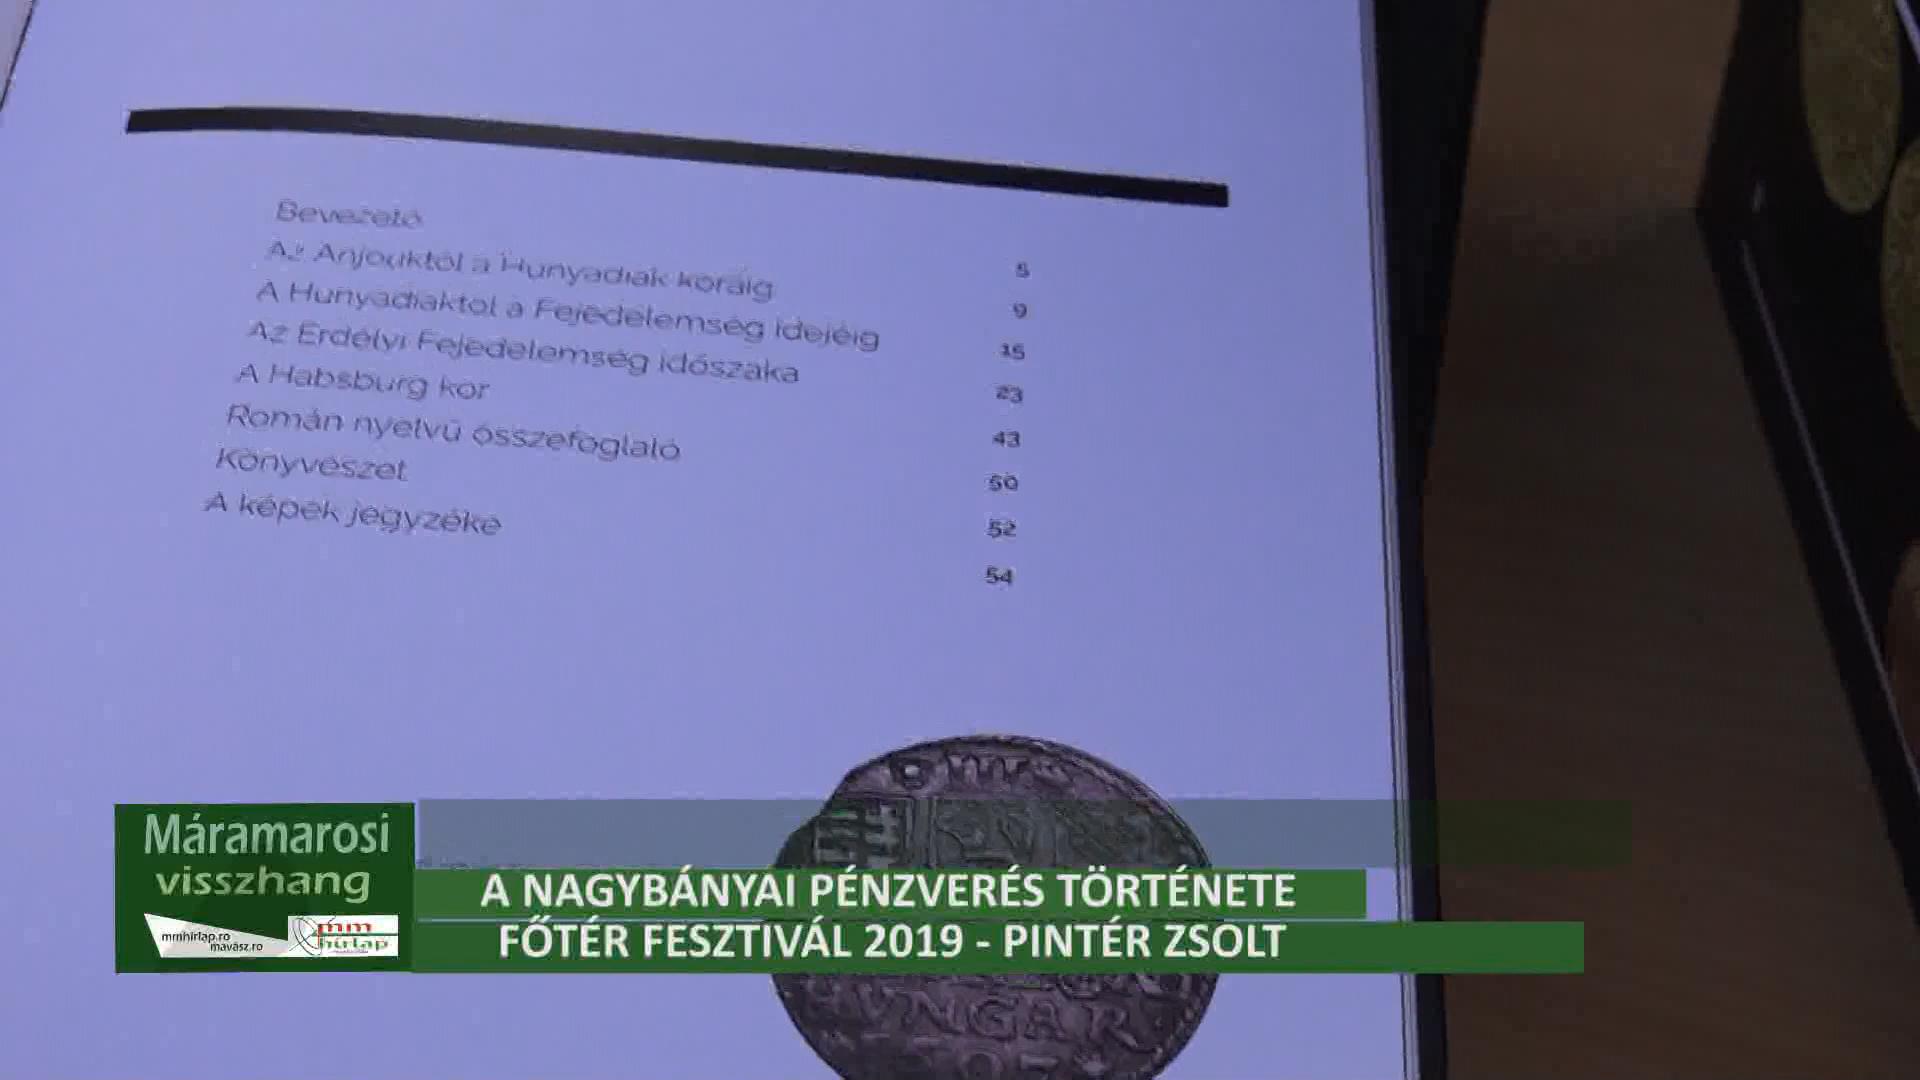 Bevezető 5
Az Anjouktól a Hunyadiak koráig 9
A Hunyadiaktól a Fejedelemség idejéig 15
Az Erdélyi Fejedelemség időszaka 23
A Habsburg kor 43
Román nyelvű összefoglaló 50
Könyvészet 52
A képek jegyzéke 54
Máramarosi
visszhang
mmhirlap.ro
mavasz.ro
mm
hírlap
A NAGYBÁNYAI PÉNZVERÉS TÖRTÉNETE
FŐTÉR FESZTIVÁL 2019 - PINTÉR ZSOLT
HVNGAR